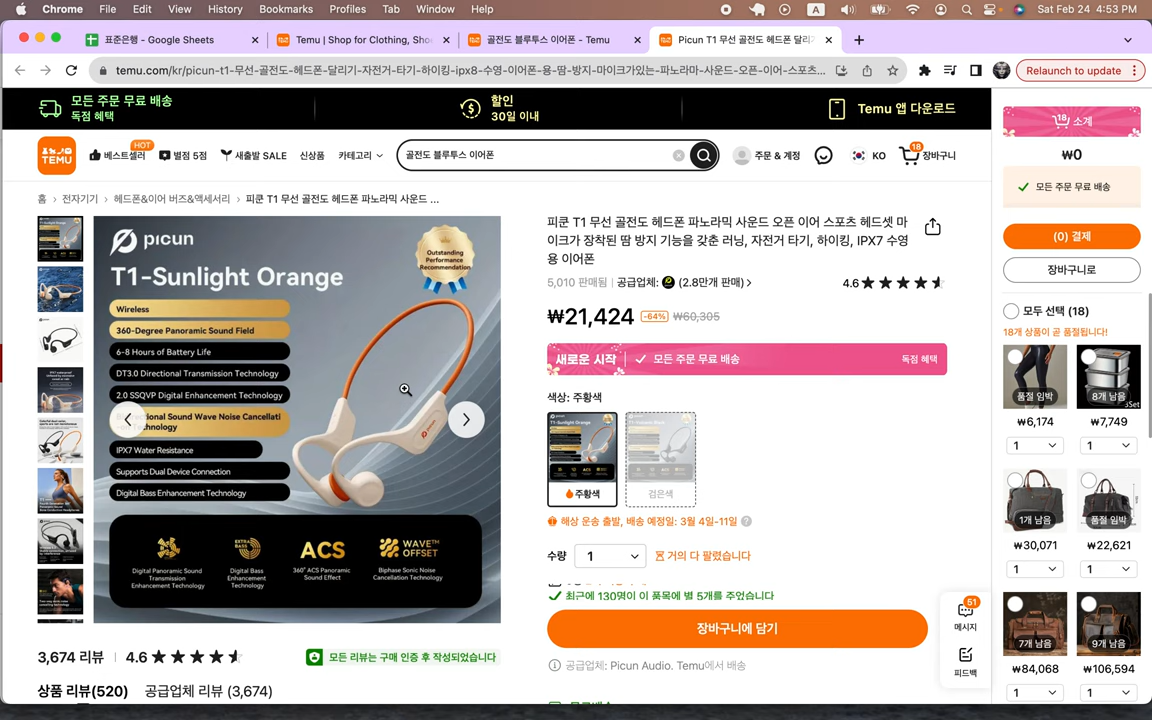 Chrome File Edit View History Bookmarks Profiles Tab Window Help
A
Sat Feb 24 4:53 PM
표준은행 - Google Sheets
Temu | Shop for Clothing, Sho
골전도 블루투스 이어폰 - Temu
Picun T1 무선 골전도 헤드폰 달리
temu.com/kr/picun-t1-무선-골전도-헤드폰-달리기-자전거-타기-하이킹-ipx8-수영-이어폰-용-땀-방지-마이크가있는-파노라마-사운드-오픈-이어-스포츠...
Relaunch to update
모든 주문 무료 배송
독점 혜택
할인
30일 이내
Temu 앱 다운로드
TEMU
베스트셀러
HOT
별점 5점
새출발 SALE
신상품
카테고리
골전도 블루투스 이어폰
주문 & 계정
KO
18
장바구니
홈 > 전자기기 > 헤드폰&이어 버즈&액세서리 > 피쿤 T1 무선 골전도 헤드폰 파노라믹 사운드 ...
picun
T1-Sunlight Orange
Outstanding
Performance
Recommendation
Wireless
360-Degree Panoramic Sound Field
6-8 Hours of Battery Life
DT3.0 Directional Transmission Technology
2.0 SSQVP Digital Enhancement Technology
Sound Wave Noise Cancellati
IPX7 Water Resistance
Supports Dual Device Connection
Digital Bass Enhancement Technology
Digital Panoramic Sound
Transmission
Enhancement Technology
EXTRA
BASS
Digital Bass
Enhancement
Technology
ACS
360° ACS Panoramic
Sound Effect
WAVE™
OFFSET
Biphase Sonic Noise
Cancellation Technology
피쿤 T1 무선 골전도 헤드폰 파노라믹 사운드 오픈 이어 스포츠 헤드셋 마
이크가 장착된 땀 방지 기능을 갖춘 러닝, 자전거 타기, 하이킹, IPX7 수영
용 이어폰
5,010 판매됨 | 공급업체: (2.8만개 판매) >
4.6
₩21,424 -64% ₩60,305
새로운 시작
모든 주문 무료 배송
독점 혜택
색상: 주황색
주황색
검은색
해상 운송 출발, 배송 예정일: 3월 4일-11일
수량 1 거의 다 팔렸습니다
최근에 130명이 이 품목에 별 5개를 주었습니다
장바구니에 담기
공급업체: Picun Audio. Temu에서 배송
3,674 리뷰 | 4.6
모든 리뷰는 구매 인증 후 작성되었습니다
상품 리뷰(520) 공급업체 리뷰 (3,674)
18 소계
₩0
모든 주문 무료 배송
(0) 결제
장바구니로
모두 선택 (18)
18개 상품이 곧 품절됩니다!
품절 임박
8개 남음
₩6,174
₩7,749
1
1
1개 남음
품절 임박
₩30,071
₩22,621
1
1
7개 남음
9개 남음
₩84,068
₩106,594
1
1
51
메시지
피드백